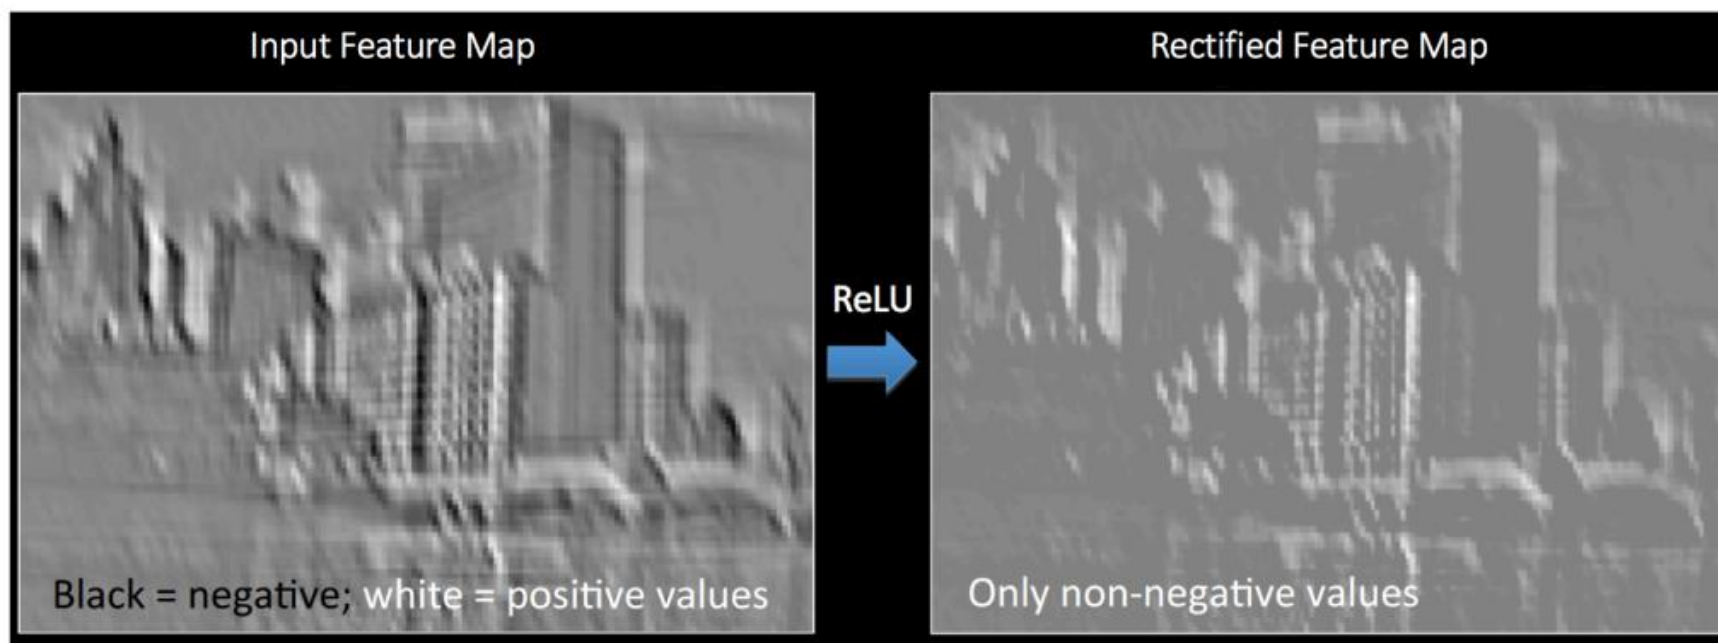 Input Feature Map
Rectified Feature Map
ReLU
Black = negative; white = positive values
Only non-negative values